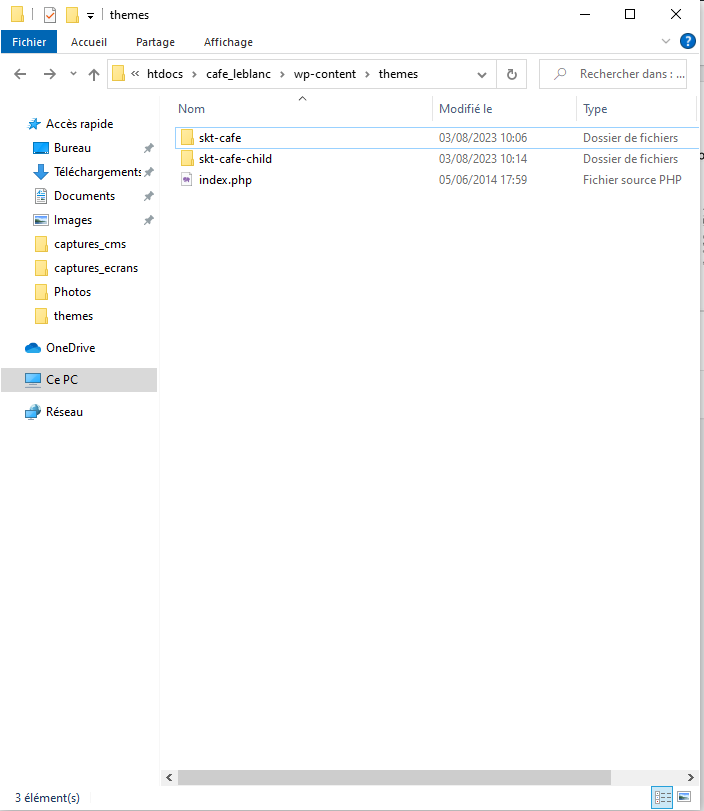 themes
Fichier Accueil Partage Affichage
« htdocs > cafe_leblanc > wp-content > themes
Rechercher dans : ...
Nom Modifié le Type
Accès rapide
Bureau
Téléchargements
Documents
Images
captures_cms
captures_ecrans
Photos
themes
OneDrive
Ce PC
Réseau
skt-cafe 03/08/2023 10:06 Dossier de fichiers
skt-cafe-child 03/08/2023 10:14 Dossier de fichiers
index.php 05/06/2014 17:59 Fichier source PHP
3 élément(s)